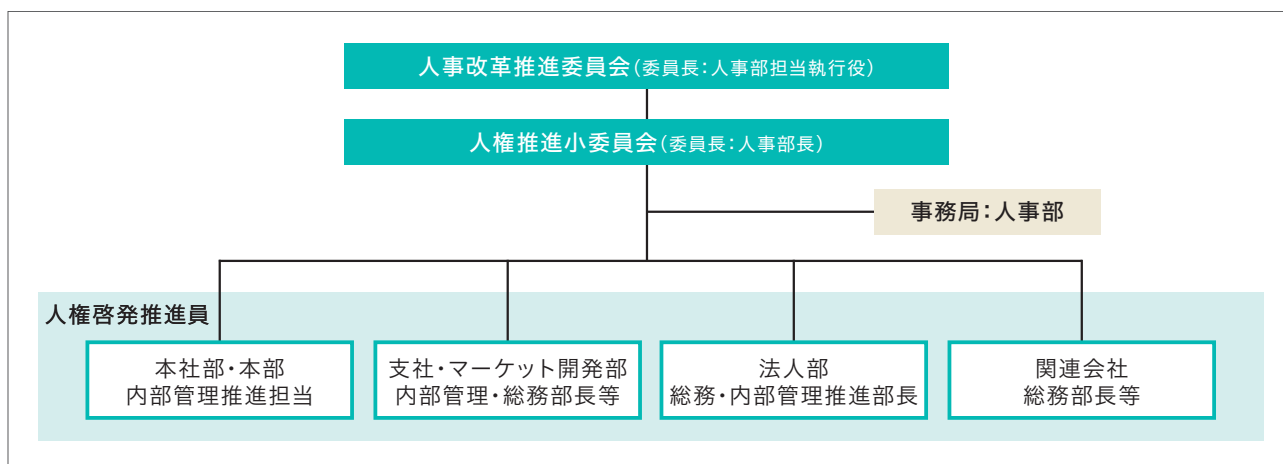 人事改革推進委員会(委員長：人事部担当執行役)
人権推進小委員会(委員長：人事部長)
事務局：人事部
人権啓発推進員
本社部・本部
内部管理推進担当
支社・マーケット開発部
内部管理・総務部長等
法人部
総務・内部管理推進部長
関連会社
総務部長等